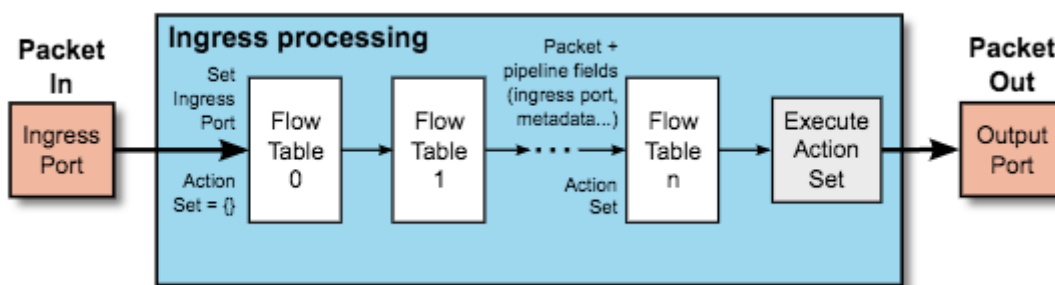 Packet
In
Ingress
Port
Ingress processing
Set
Ingress
Port
Action
Set = {}
Flow
Table
0
Flow
Table
1
Packet +
pipeline fields
(ingress port,
metadata...)
Action
Set
Flow
Table
n
Execute
Action
Set
Packet
Out
Output
Port